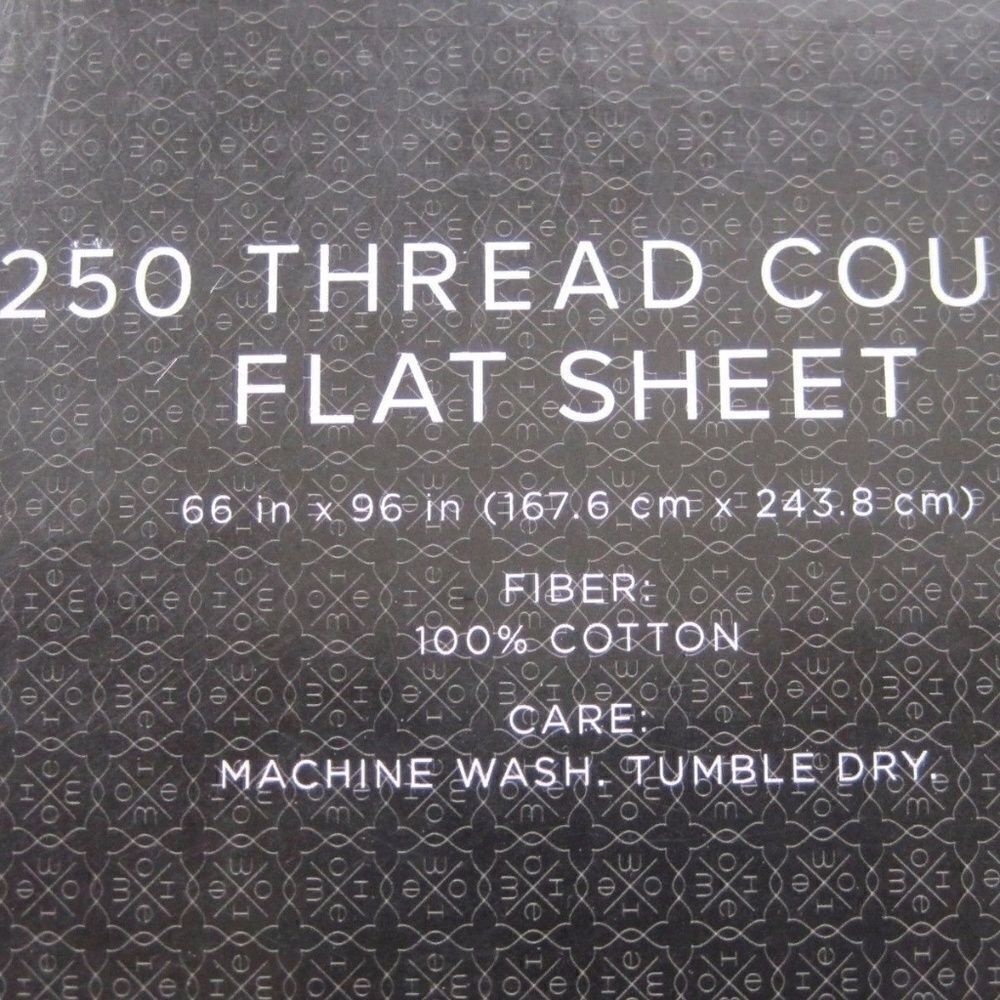 250 THREAD COU
FLAT SHEET
66 in x 96 in (167.6 cm x 243.8 cm)
FIBER:
100% COTTON
CARE:
MACHINE WASH. TUMBLE DRY.